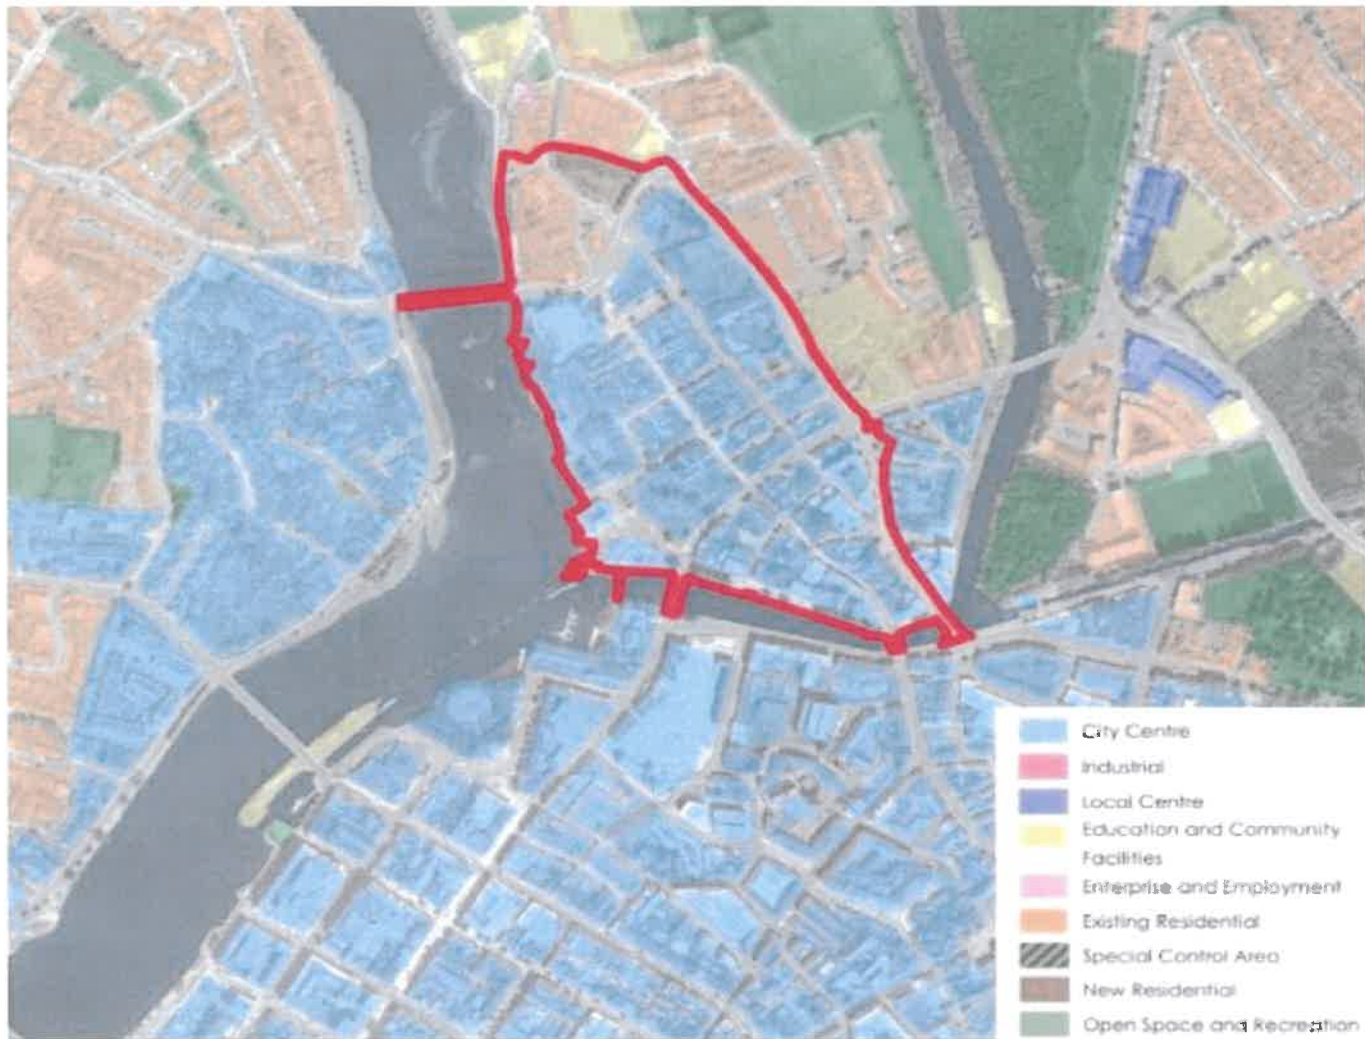 City Centre
Industrial
Local Centre
Education and Community
Facilities
Enterprise and Employment
Existing Residential
Special Control Area
New Residential
Open Space and Recreation